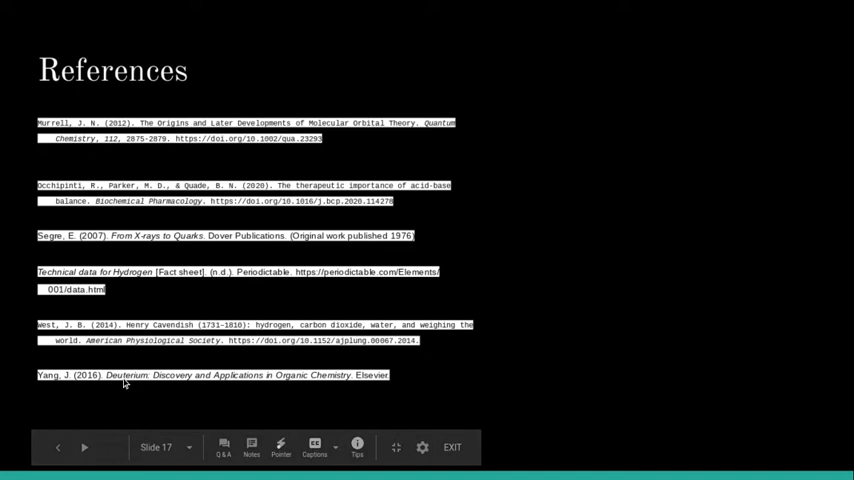 References
Murrell, J. N. (2012). The Origins and Later Developments of Molecular Orbital Theory. Quantum
Chemistry, 112, 2875-2879. https://doi.org/10.1002/qua.23293
Occhipinti, R., Parker, M. D., & Quade, B. N. (2020). The therapeutic importance of acid-base
balance. Biochemical Pharmacology. https://doi.org/10.1016/j.bcp.2020.114278
Segre, E. (2007). From X-rays to Quarks. Dover Publications. (Original work published 1976)
Technical data for Hydrogen [Fact sheet]. (n.d.). Periodictable. https://periodictable.com/Elements/
001/data.html
West, J. B. (2014). Henry Cavendish (1731–1810): hydrogen, carbon dioxide, water, and weighing the
world. American Physiological Society. https://doi.org/10.1152/ajplung.00067.2014.
Yang, J. (2016). Deuterium: Discovery and Applications in Organic Chemistry. Elsevier.
Slide 17
Q & A
Notes
Pointer
Captions
Tips
EXIT